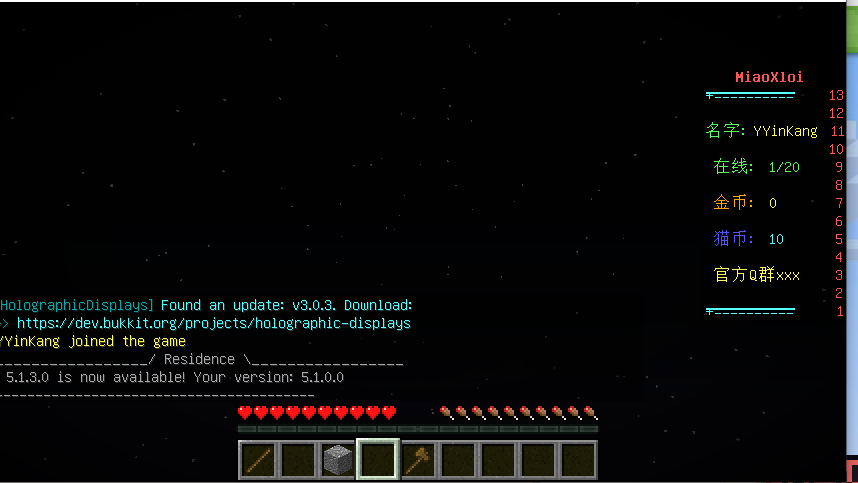 MiaoXloi
+---------- 13
12
名字: YYinKang 11
10
在线: 1/20 9
8
金币: 0 7
6
猫币: 10 5
4
官方Q群xxx 3
2
+---------- 1
HolographicDisplays] Found an update: v3.0.3. Download:
> https://dev.bukkit.org/projects/holographic-displays
YYinKang joined the game
_________________/ Residence \_________________
5.1.3.0 is now available! Your version: 5.1.0.0
----------------------------------------